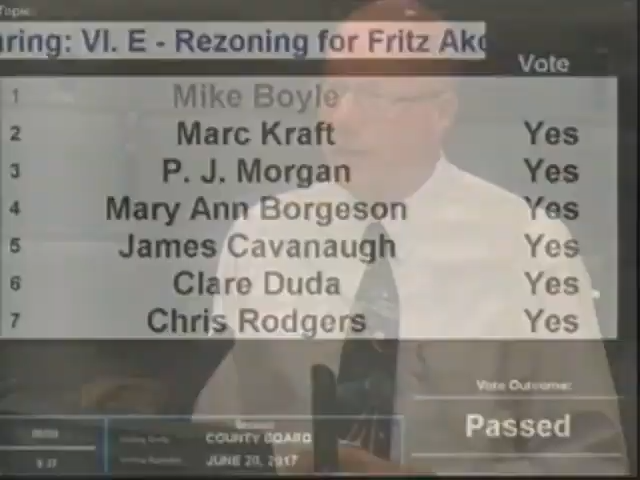 Topic:
aring: VI. E - Rezoning for Fritz Ako
Vote
1 Mike Boyle
2 Marc Kraft Yes
3 P. J. Morgan Yes
4 Mary Ann Borgeson Yes
5 James Cavanaugh Yes
6 Clare Duda Yes
7 Chris Rodgers Yes
Vote Outcome:
Passed
Session:
COUNTY BOARD
JUNE 20, 2017